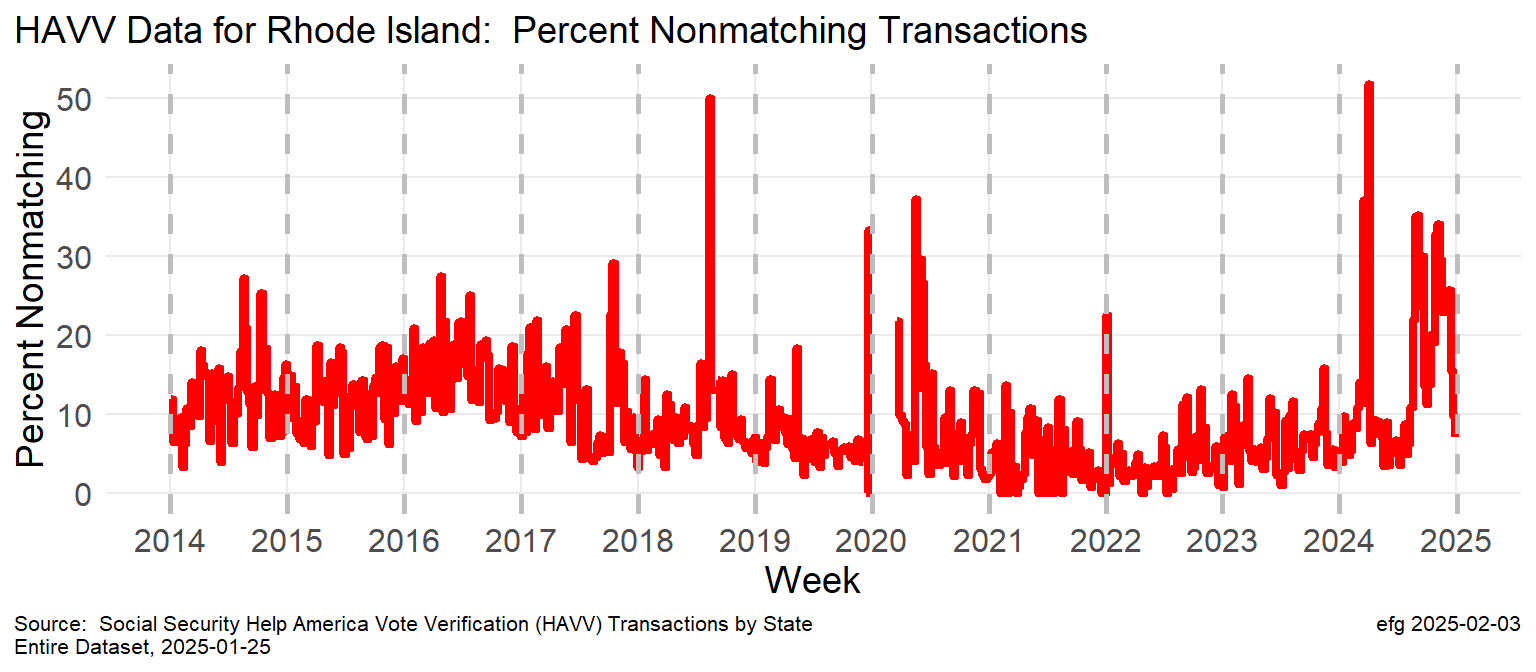 HAVV Data for Rhode Island:  Percent Nonmatching Transactions
Percent Nonmatching
50
40
30
20
10
0
2014 2015 2016 2017 2018 2019 2020 2021 2022 2023 2024 2025
Week
Source:  Social Security Help America Vote Verification (HAVV) Transactions by State
Entire Dataset, 2025-01-25
efg 2025-02-03